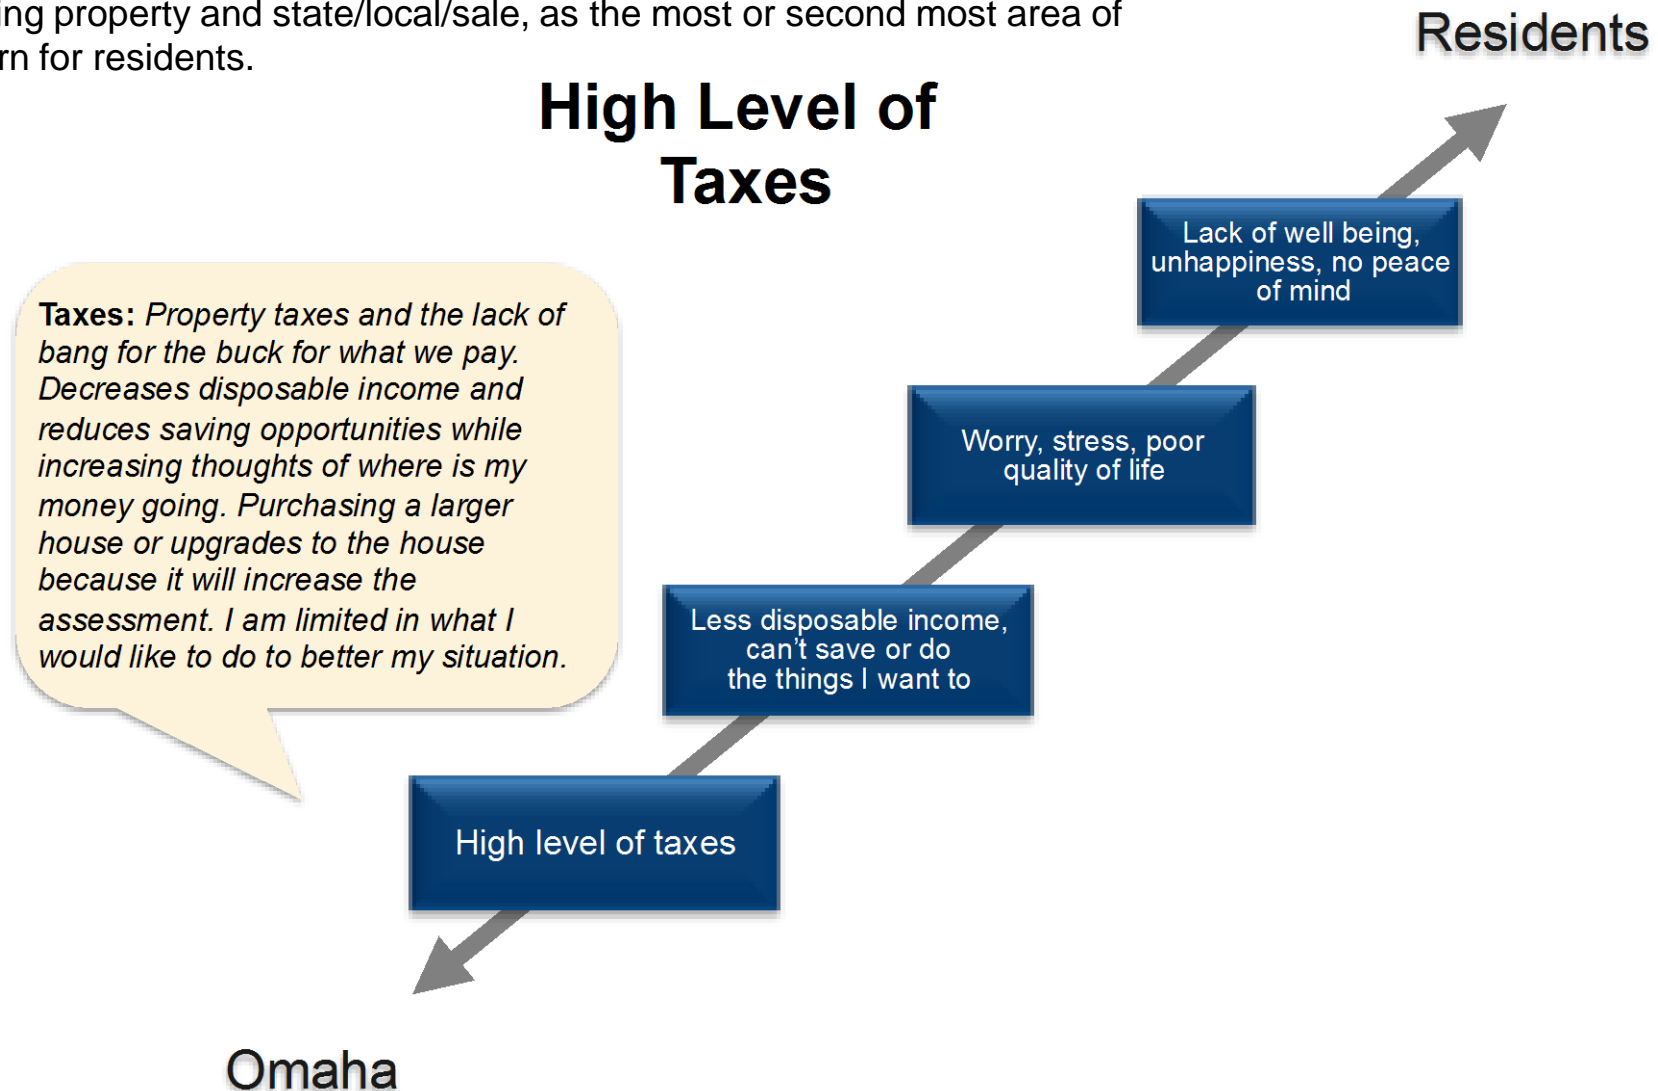 ing property and state/local/sale, as the most or second most area of
rn for residents.
Residents
High Level of
Taxes
Lack of well being,
unhappiness, no peace
of mind
Taxes: Property taxes and the lack of
bang for the buck for what we pay.
Decreases disposable income and
reduces saving opportunities while
increasing thoughts of where is my
money going. Purchasing a larger
house or upgrades to the house
because it will increase the
assessment. I am limited in what I
would like to do to better my situation.
Worry, stress, poor
quality of life
Less disposable income,
can’t save or do
the things I want to
High level of taxes
Omaha